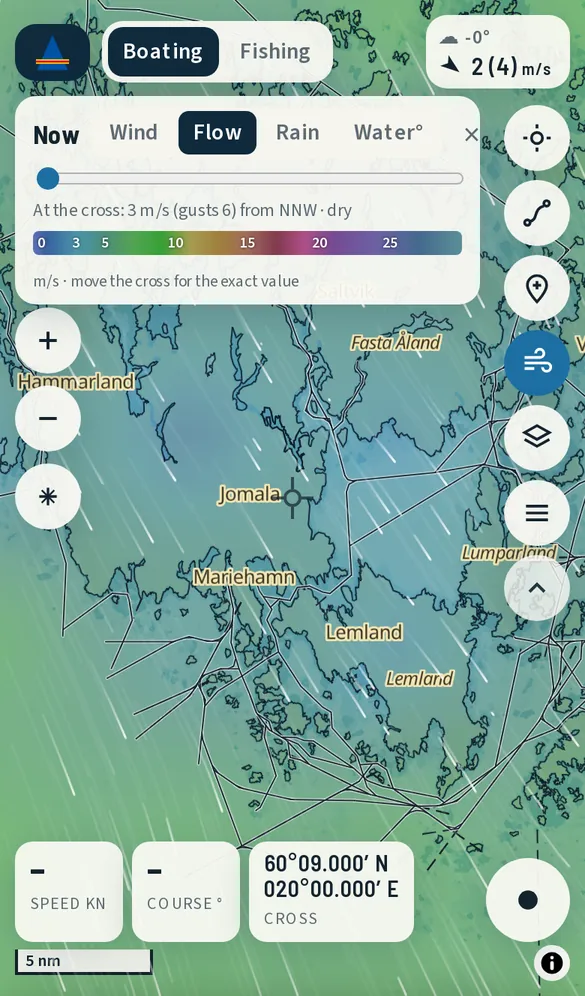 Boating
Fishing
-0°
2 (4) m/s
Now
Wind
Flow
Rain
Water°
×
At the cross: 3 m/s (gusts 6) from NNW · dry
0 3 5 10 15 20 25
m/s · move the cross for the exact value
Saltvik
Fasta Åland
Hammarland
Jomala
Lumparland
Mariehamn
Lemland
Lemland
–
SPEED KN
–
COURSE °
60°09.000′ N
020°00.000′ E
CROSS
5 nm